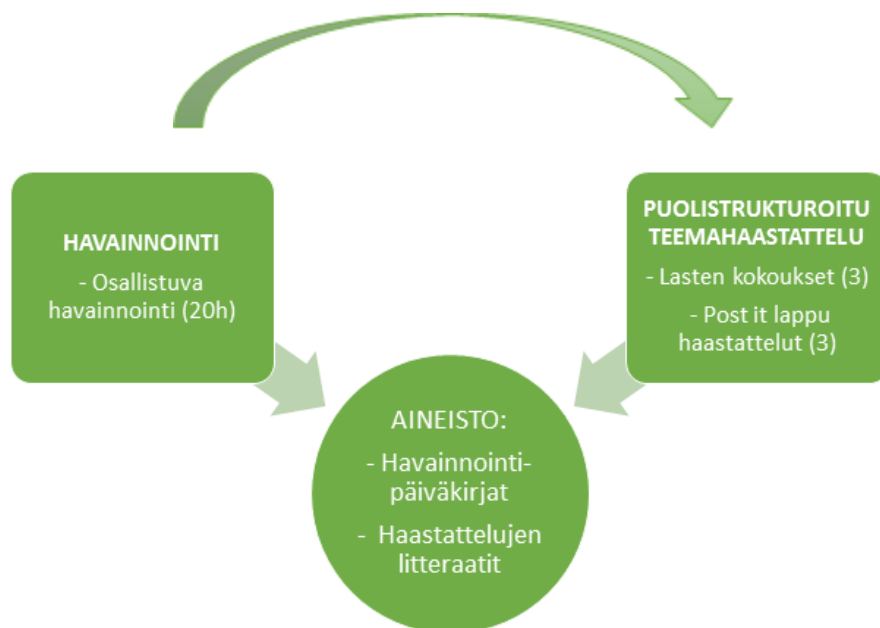 HAVAINNOINTI
- Osallistuva
havainnointi (20h)
PUOLISTRUKTUROITU
TEEMAHAASTATTELU
- Lasten kokoukset (3)
- Post it lappu
haastattelut (3)
AINEISTO:
- Havainnointi-
päiväkirjat
- Haastattelujen
litteraatit